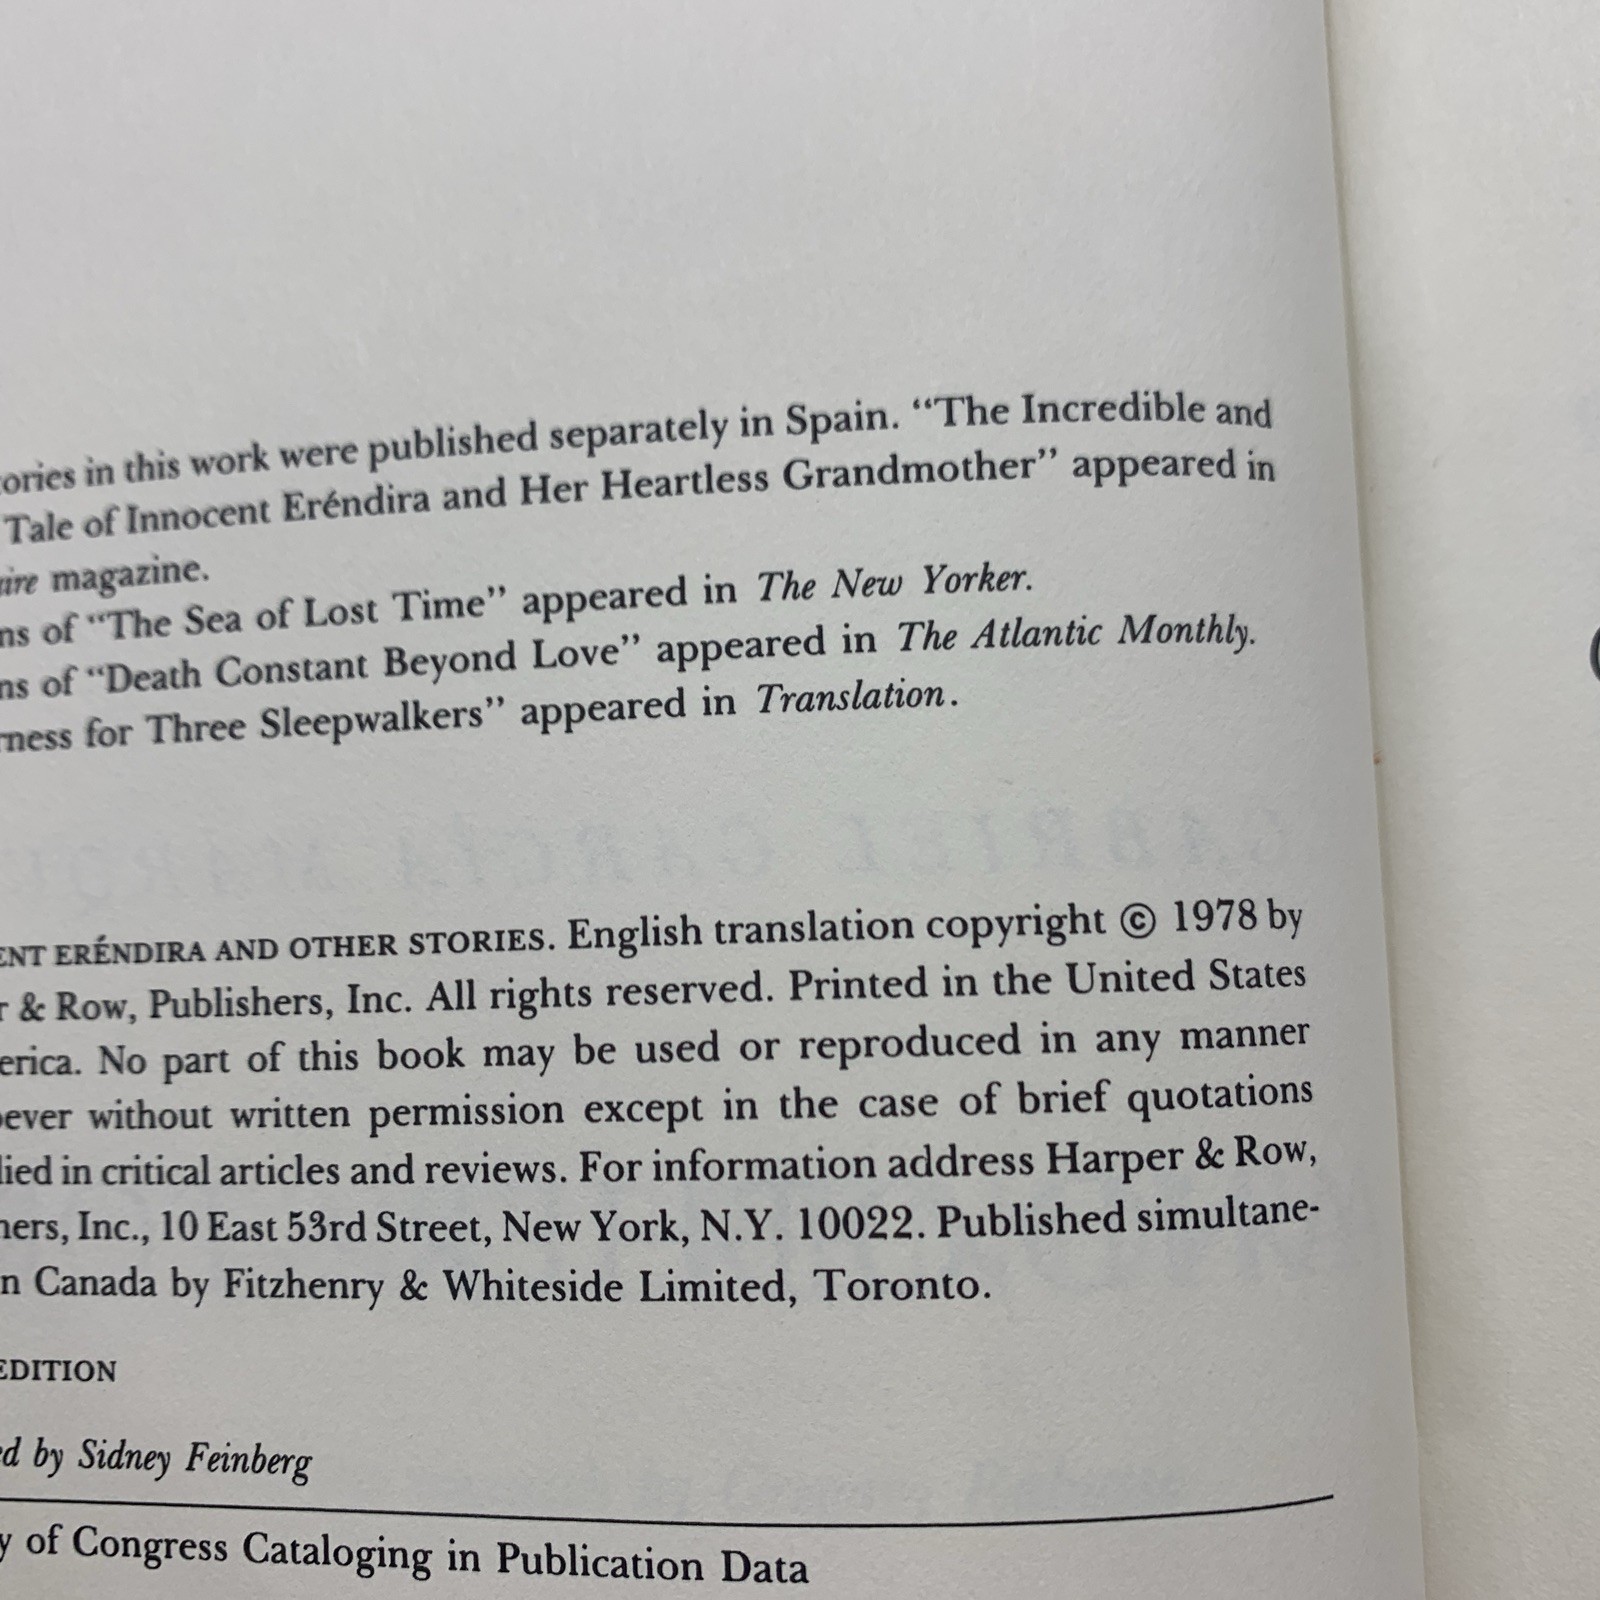 ories in this work were published separately in Spain. “The Incredible and
Tale of Innocent Eréndira and Her Heartless Grandmother” appeared in
ire magazine.
ns of “The Sea of Lost Time” appeared in The New Yorker.
ns of “Death Constant Beyond Love” appeared in The Atlantic Monthly.
rness for Three Sleepwalkers” appeared in Translation.
GABRIEL GARCÍA
ENT ERÉNDIRA AND OTHER STORIES. English translation copyright © 1978 by
r & Row, Publishers, Inc. All rights reserved. Printed in the United States
erica. No part of this book may be used or reproduced in any manner
ever without written permission except in the case of brief quotations
lied in critical articles and reviews. For information address Harper & Row,
hers, Inc., 10 East 53rd Street, New York, N.Y. 10022. Published simultane-
n Canada by Fitzhenry & Whiteside Limited, Toronto.
EDITION
ed by Sidney Feinberg
y of Congress Cataloging in Publication Data